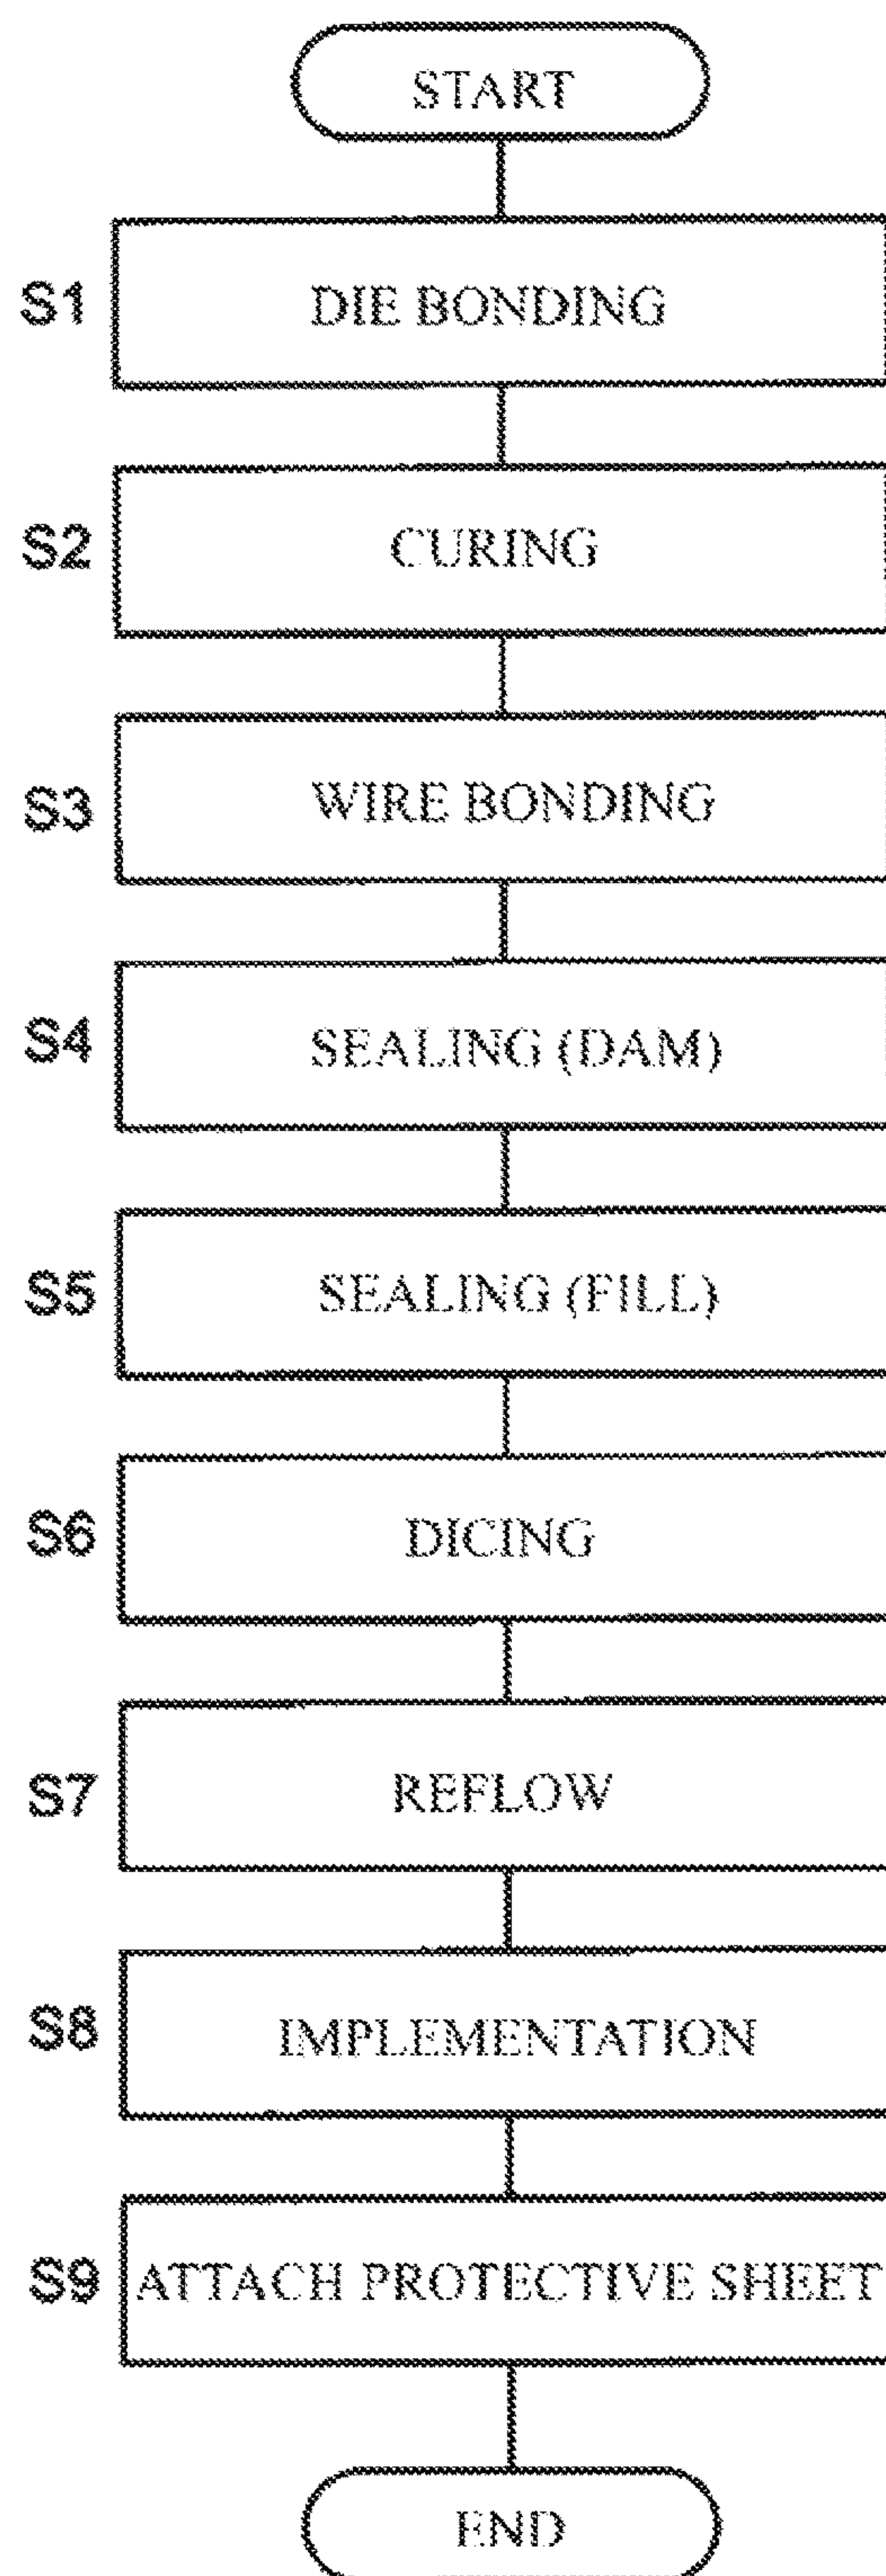 START
S1 DIE BONDING
S2 CURING
S3 WIRE BONDING
S4 SEALING (DAM)
S5 SEALING (FILL)
S6 DICING
S7 REFLOW
S8 IMPLEMENTATION
S9 ATTACH PROTECTIVE SHEET
END